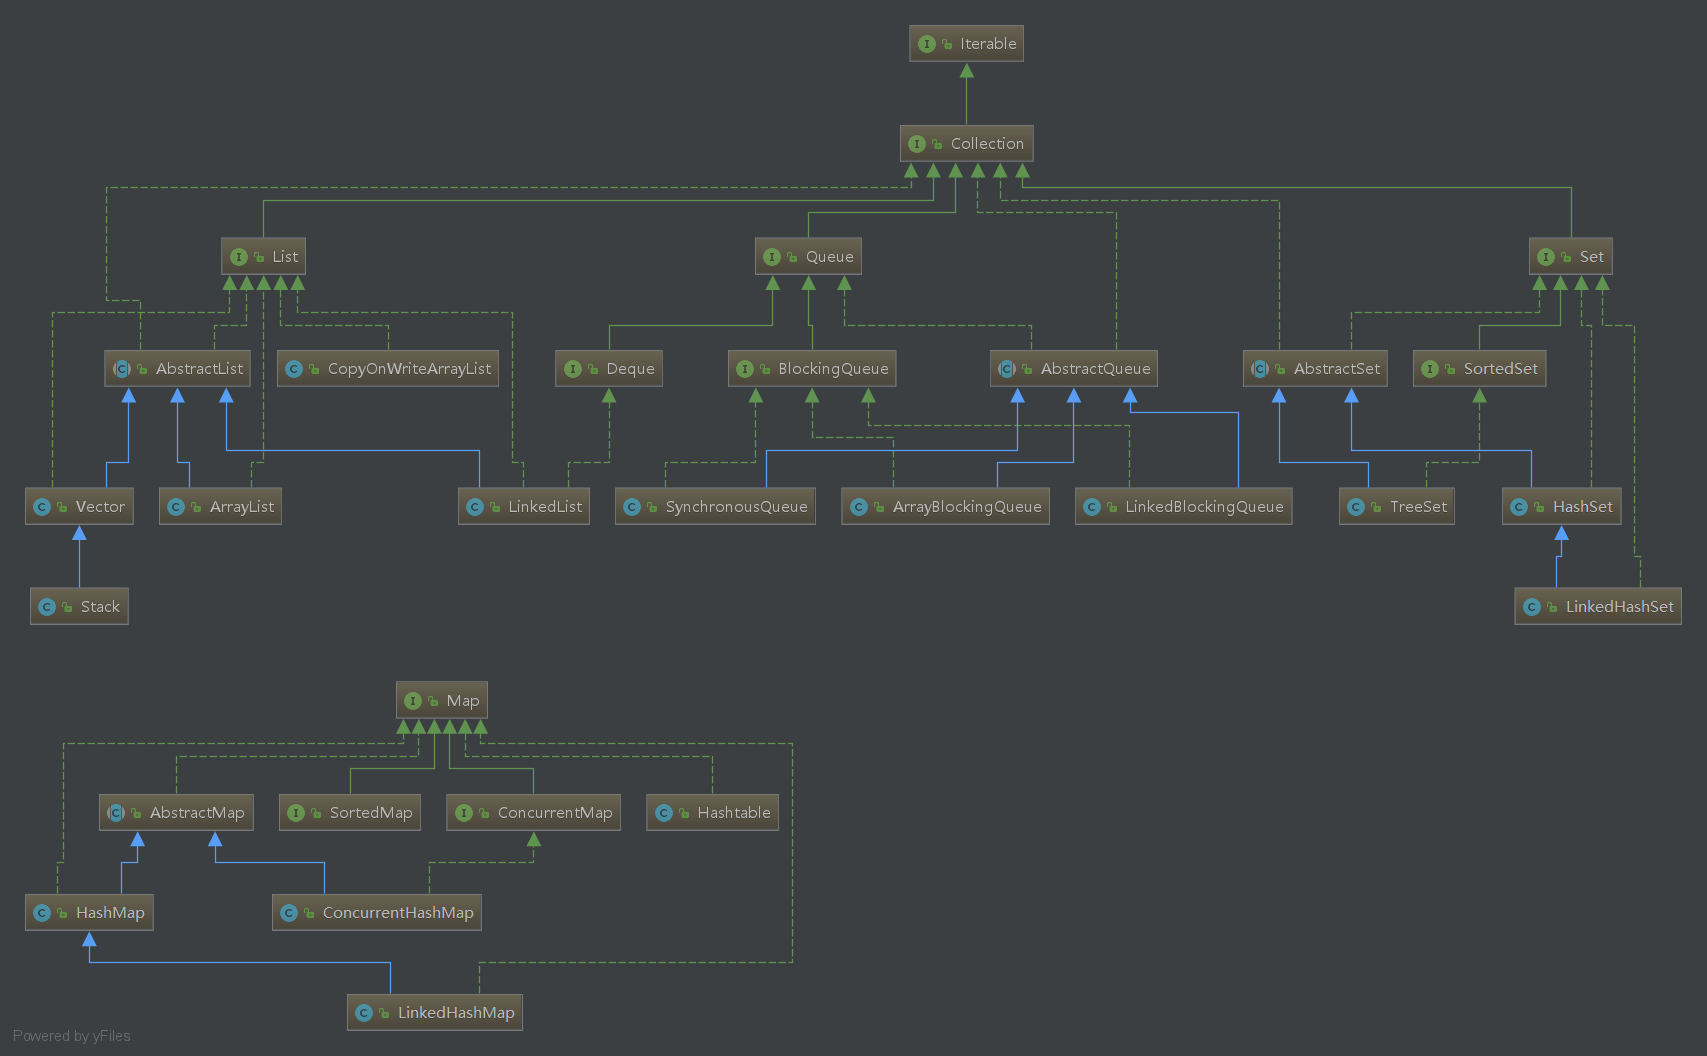 I Iterable
I Collection
I List
I Queue
I Set
C AbstractList
C CopyOnWriteArrayList
I Deque
I BlockingQueue
C AbstractQueue
C AbstractSet
I SortedSet
C Vector
C ArrayList
C LinkedList
C SynchronousQueue
C ArrayBlockingQueue
C LinkedBlockingQueue
C TreeSet
C HashSet
C Stack
C LinkedHashSet
I Map
C AbstractMap
I SortedMap
I ConcurrentMap
C Hashtable
C HashMap
C ConcurrentHashMap
C LinkedHashMap
Powered by yFiles